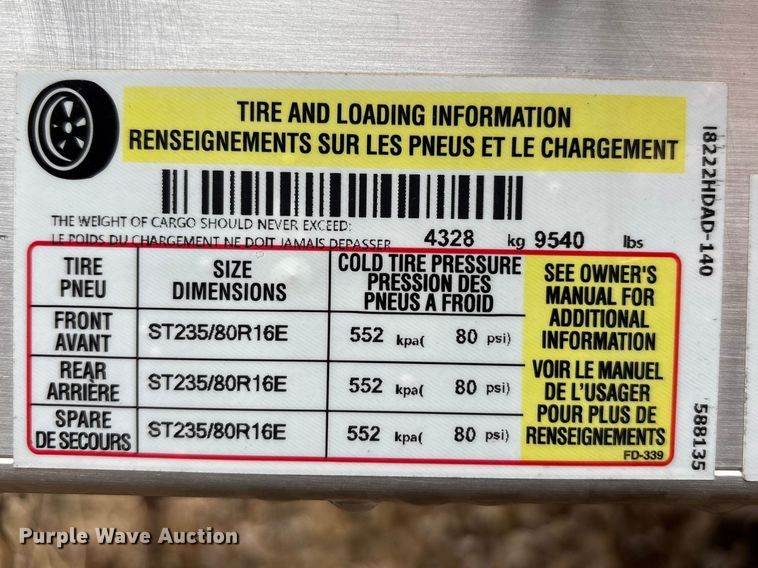 TIRE AND LOADING INFORMATION
RENSEIGNEMENTS SUR LES PNEUS ET LE CHARGEMENT
THE WEIGHT OF CARGO SHOULD NEVER EXCEED:
LE POIDS DU CHARGEMENT NE DOIT JAMAIS DEPASSER 4328 kg 9540 lbs
TIRE
PNEU
SIZE
DIMENSIONS
COLD TIRE PRESSURE
PRESSION DES
PNEUS A FROID
FRONT
AVANT
ST235/80R16E
552 kpa( 80 psi)
REAR
ARRIÈRE
ST235/80R16E
552 kpa( 80 psi)
SPARE
DE SECOURS
ST235/80R16E
552 kpa( 80 psi)
SEE OWNER'S
MANUAL FOR
ADDITIONAL
INFORMATION
VOIR LE MANUEL
DE L'USAGER
POUR PLUS DE
RENSEIGNEMENTS
FD-339
I8222HDAD-140
588135
Purple Wave Auction